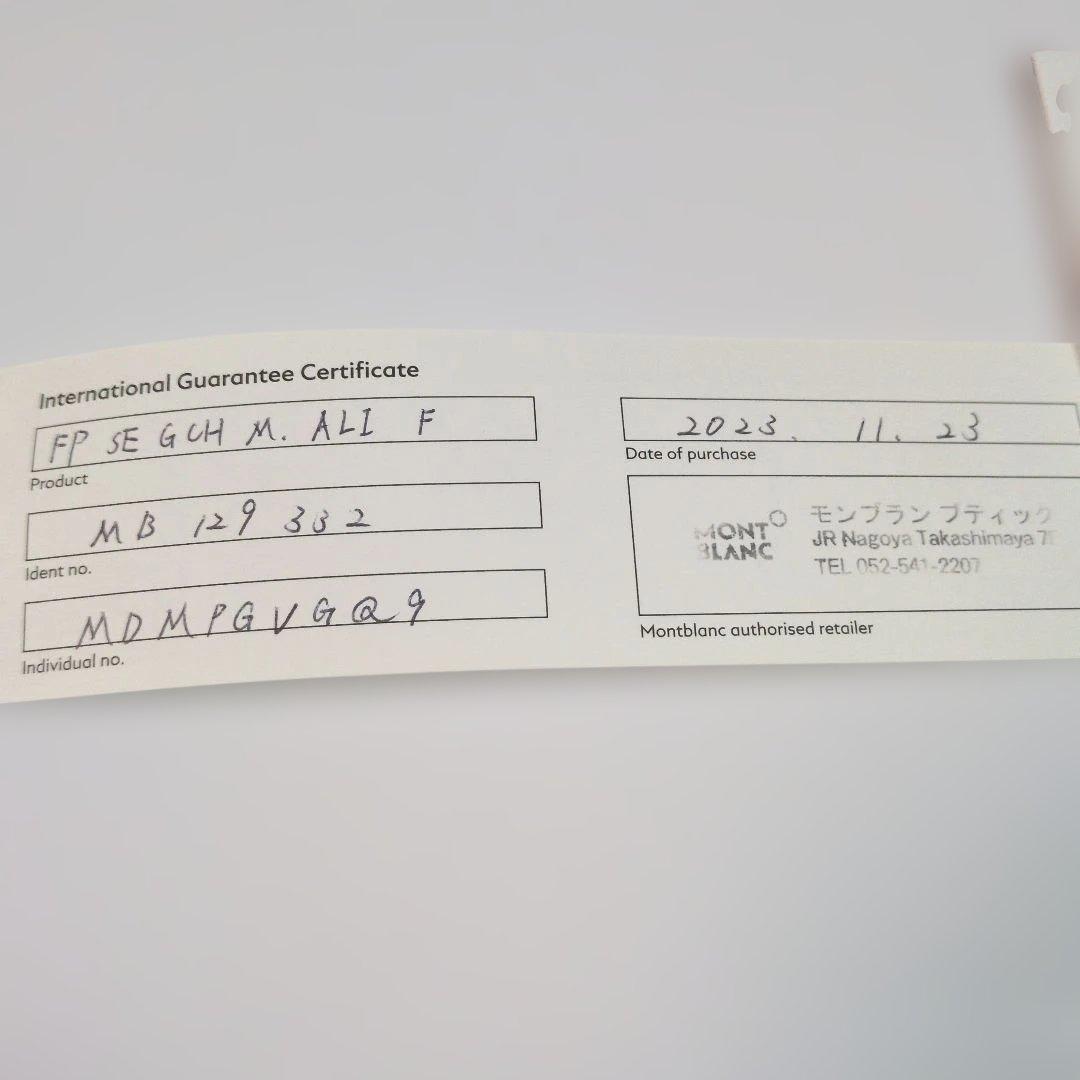 International Guarantee Certificate
FP SE GCH M. ALI F
Product
MB 129 332
Ident no.
MDMPGVGQ9
Individual no.
2023. 11. 23
Date of purchase
MONT
BLANC
モンブラン ブティック
JR Nagoya Takashimaya
TEL 052-541-2207
Montblanc authorised retailer